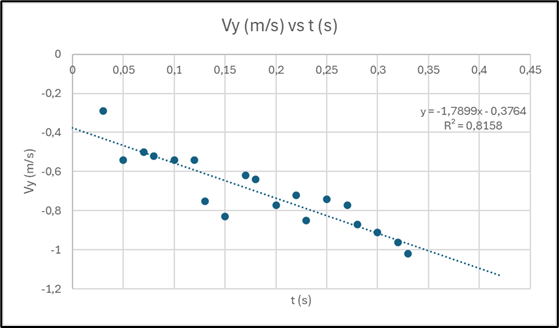 Vy (m/s) vs t (s)
0
0 0,05 0,1 0,15 0,2 0,25 0,3 0,35 0,4 0,45
-0,2
y = -1,7899x - 0,3764
R² = 0,8158
-0,4
-0,6
Vy (m/s)
-0,8
-1
-1,2
t (s)